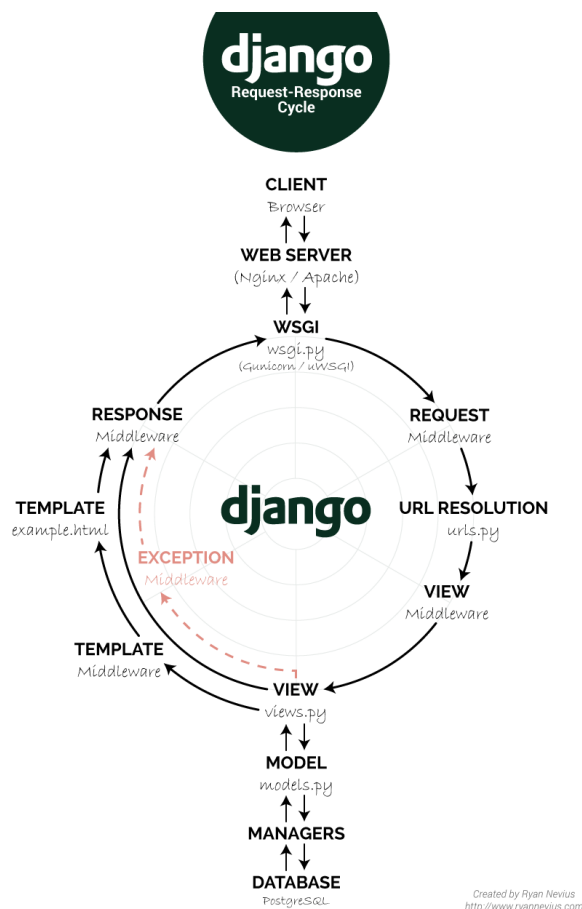 django
Request-Response
Cycle
CLIENT
Browser
WEB SERVER
(Nginx / Apache)
WSGI
wsgi.py
(Gunicorn / uWSGI)
RESPONSE
Middleware
REQUEST
Middleware
django
TEMPLATE
example.html
URL RESOLUTION
urls.py
EXCEPTION
Middleware
VIEW
Middleware
TEMPLATE
Middleware
VIEW
views.py
MODEL
models.py
MANAGERS
DATABASE
PostgreSQL
Created by Ryan Nevius
http://www.ryannevius.com